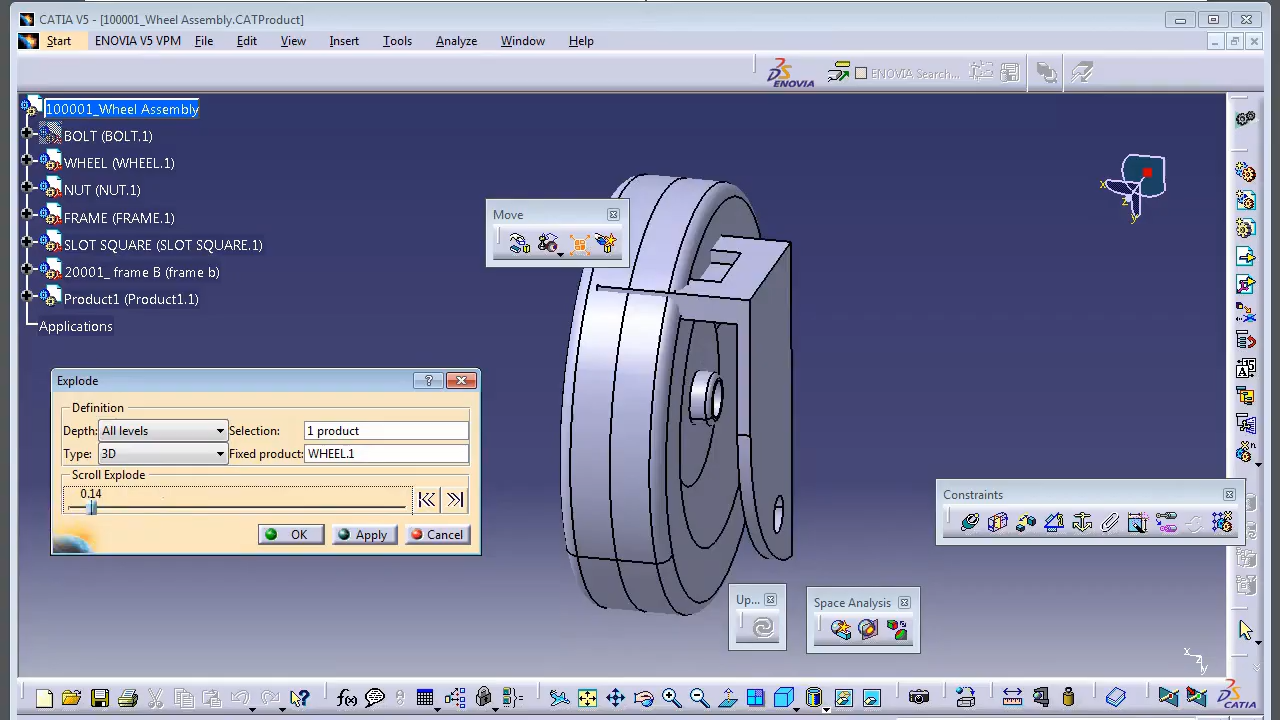 CATIA V5 - [100001_Wheel Assembly.CATProduct]
Start ENOVIA V5 VPM File Edit View Insert Tools Analyze Window Help
ENOVIA
ENOVIA Search...
100001_Wheel Assembly
BOLT (BOLT.1)
WHEEL (WHEEL.1)
NUT (NUT.1)
FRAME (FRAME.1)
SLOT SQUARE (SLOT SQUARE.1)
20001_ frame B (frame b)
Product1 (Product1.1)
Applications
Move
x
z
y
Explode
Definition
Depth: All levels Selection: 1 product
Type: 3D Fixed product: WHEEL.1
Scroll Explode
0.14
OK Apply Cancel
Constraints
Up...
Space Analysis
x
z
y
f(x)
CATIA